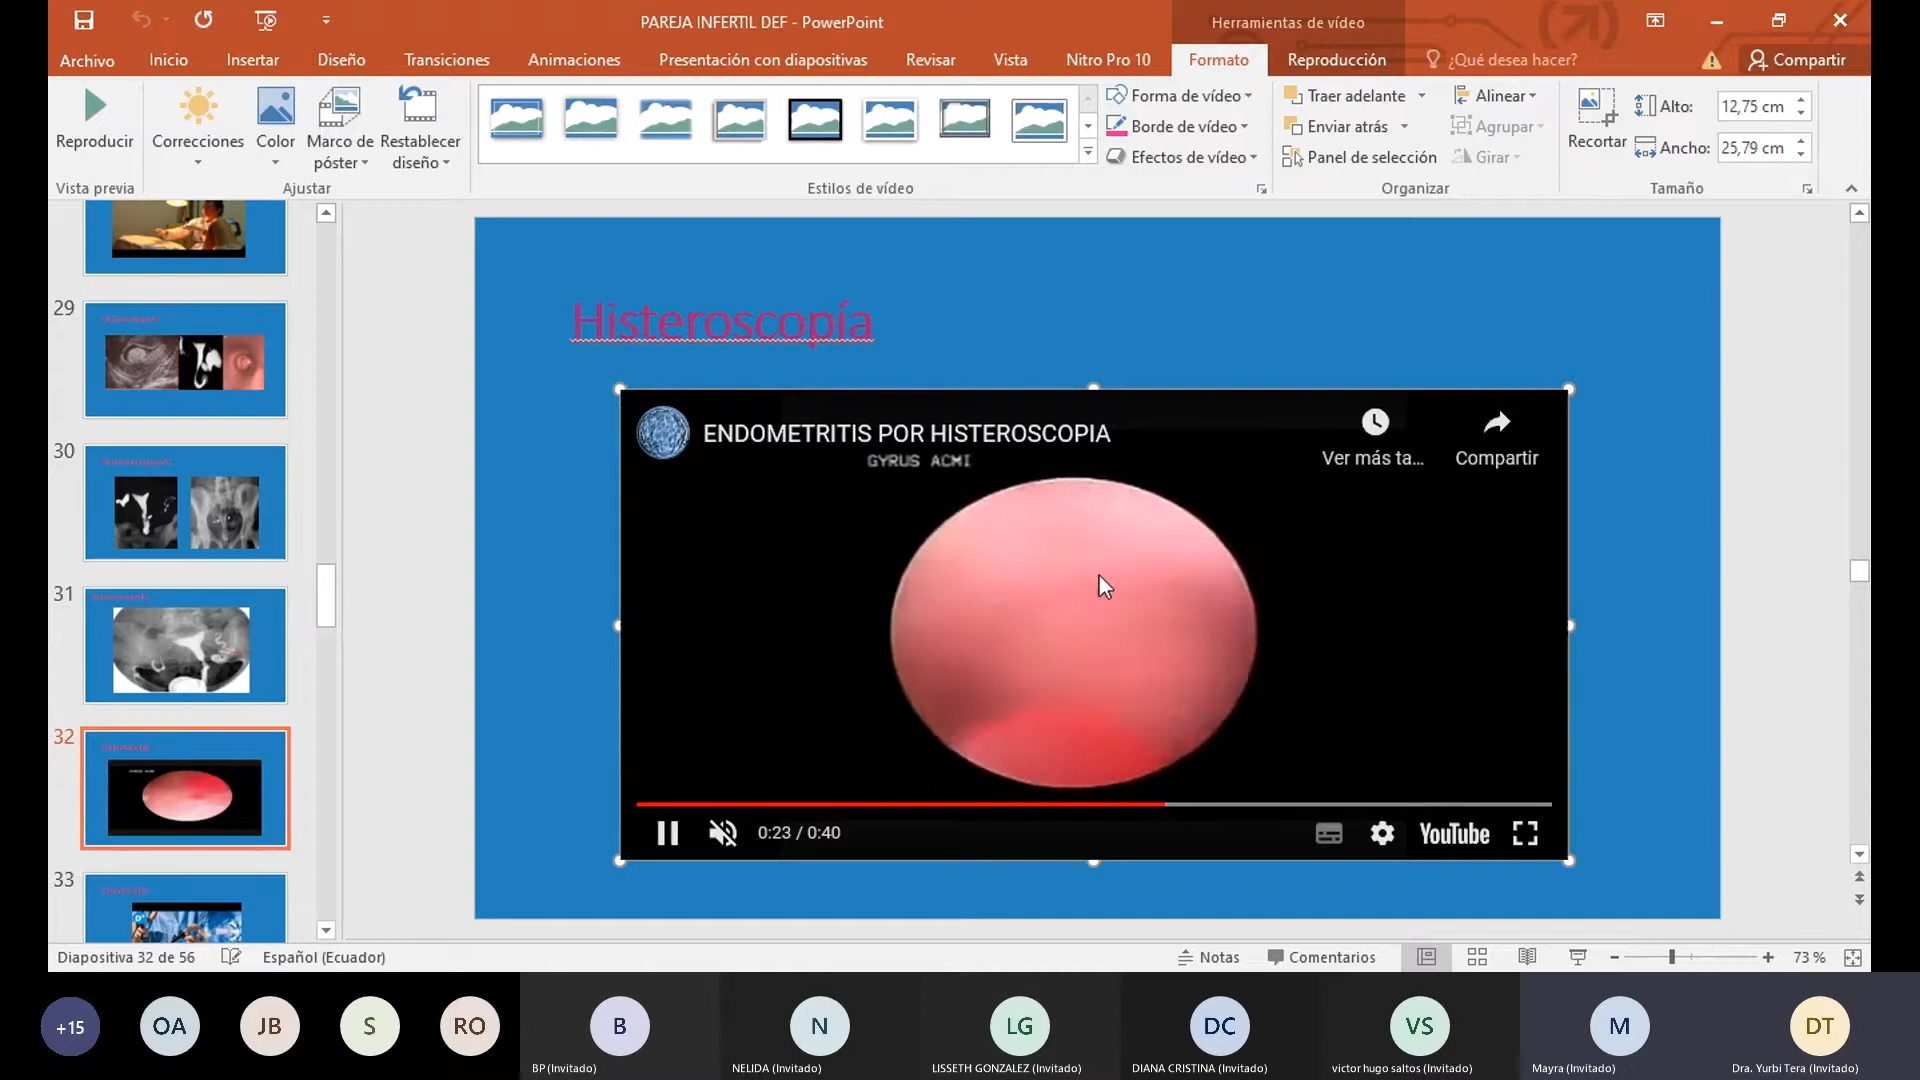 PAREJA INFERTIL DEF - PowerPoint
Herramientas de vídeo
Archivo
Inicio
Insertar
Diseño
Transiciones
Animaciones
Presentación con diapositivas
Revisar
Vista
Nitro Pro 10
Formato
Reproducción
¿Qué desea hacer?
Compartir
Reproducir
Correcciones
Color
Marco de
póster
Restablecer
diseño
Forma de vídeo
Borde de vídeo
Efectos de vídeo
Traer adelante
Enviar atrás
Panel de selección
Alinear
Agrupar
Girar
Recortar
Alto:
12,75 cm
Ancho:
25,79 cm
Vista previa
Ajustar
Estilos de vídeo
Organizar
Tamaño
29
30
31
32
33
Histeroscopía
ENDOMETRITIS POR HISTEROSCOPIA
GYRUS ACMI
Ver más ta...
Compartir
0:23 / 0:40
YouTube
Diapositiva 32 de 56
Español (Ecuador)
Notas
Comentarios
73 %
+15
OA
JB
S
RO
B
N
LG
DC
VS
M
DT
BP (Invitado)
NELIDA (Invitado)
LISSETH GONZALEZ (Invitado)
DIANA CRISTINA (Invitado)
victor hugo saltos (Invitado)
Mayra (Invitado)
Dra. Yurbi Tera (Invitado)